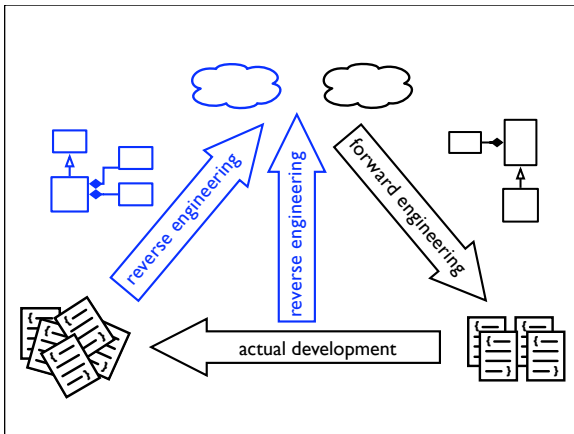 reverse engineering
reverse engineering
forward engineering
actual development